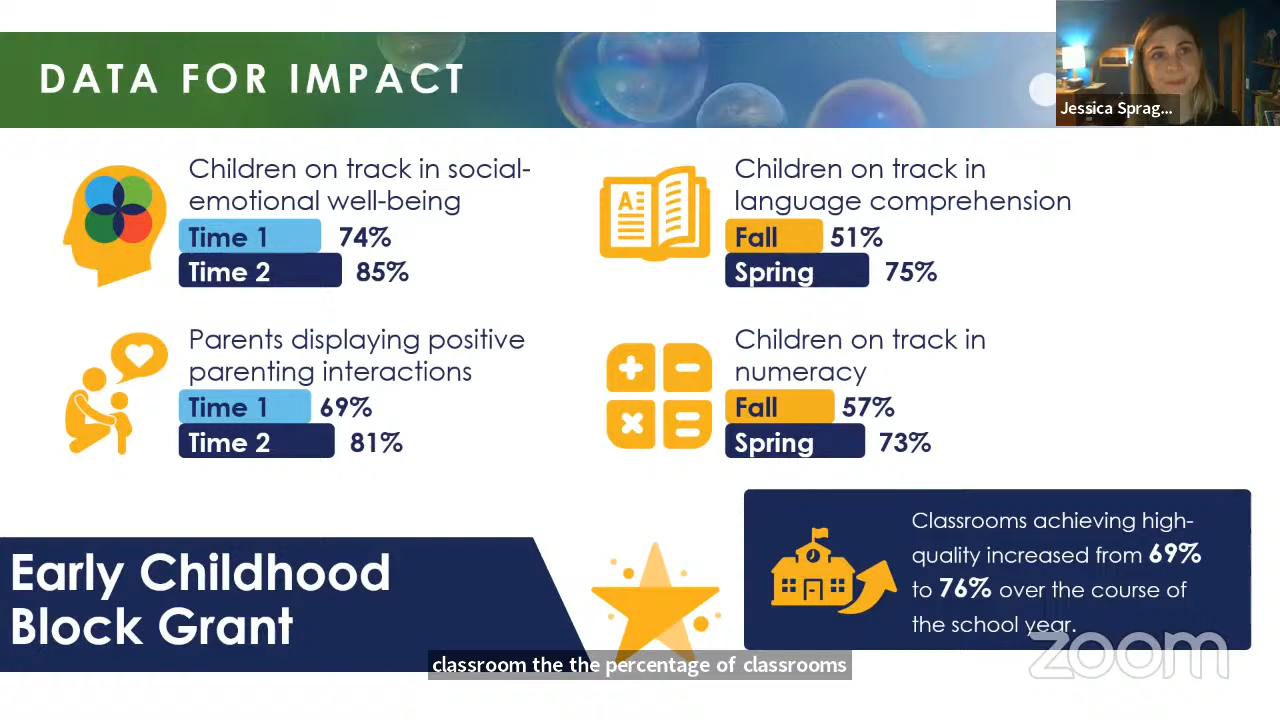 DATA FOR IMPACT
Jessica Sprag...
Children on track in social-
emotional well-being
Time 1 74%
Time 2 85%
Children on track in
language comprehension
Fall 51%
Spring 75%
Parents displaying positive
parenting interactions
Time 1 69%
Time 2 81%
Children on track in
numeracy
Fall 57%
Spring 73%
A
Early Childhood
Block Grant
Classrooms achieving high-
quality increased from 69%
to 76% over the course of
the school year.
zoom
classroom the the percentage of classrooms